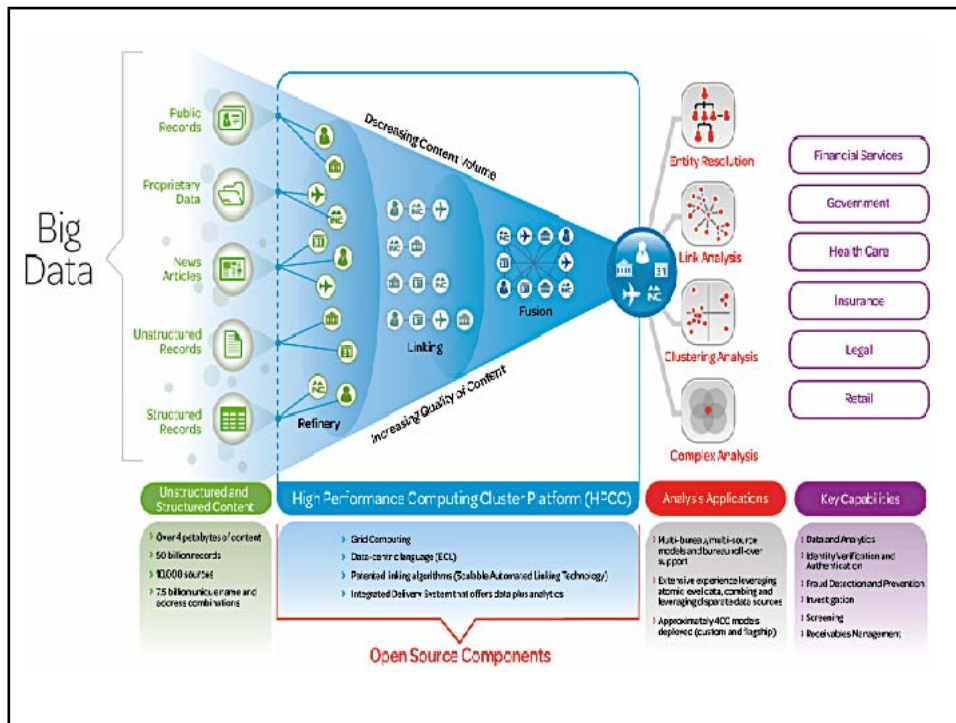 Big
Data
Public
Records
Proprietary
Data
News
Articles
Unstructured
Records
Structured
Records
Decreasing Content Volume
Increasing Quality of Content
31
NC
NC
Refinery
Linking
Fusion
31
NC
Entity Resolution
Link Analysis
Clustering Analysis
Complex Analysis
Financial Services
Government
Health Care
Insurance
Legal
Retail
Unstructured and
Structured Content
Over 4 petabytes of content
50 billion records
10,000 sources
7.5 billion unique name and
address combinations
High Performance Computing Cluster Platform (HPCC)
Grid Computing
Data-centric language (ECL)
Patented linking algorithms (Scalable Automated Linking Technology)
Integrated Delivery System that offers data plus analytics
Open Source Components
Analysis Applications
Multi-bureau, multi-source
models and bureau roll-over
support
Extensive experience leveraging
atomic level data, combing and
leveraging disparate data sources
Approximately 400 models
deployed (custom and flagship)
Key Capabilities
Data and Analytics
Identity Verification and
Authentication
Fraud Detection and Prevention
Investigation
Screening
Receivables Management